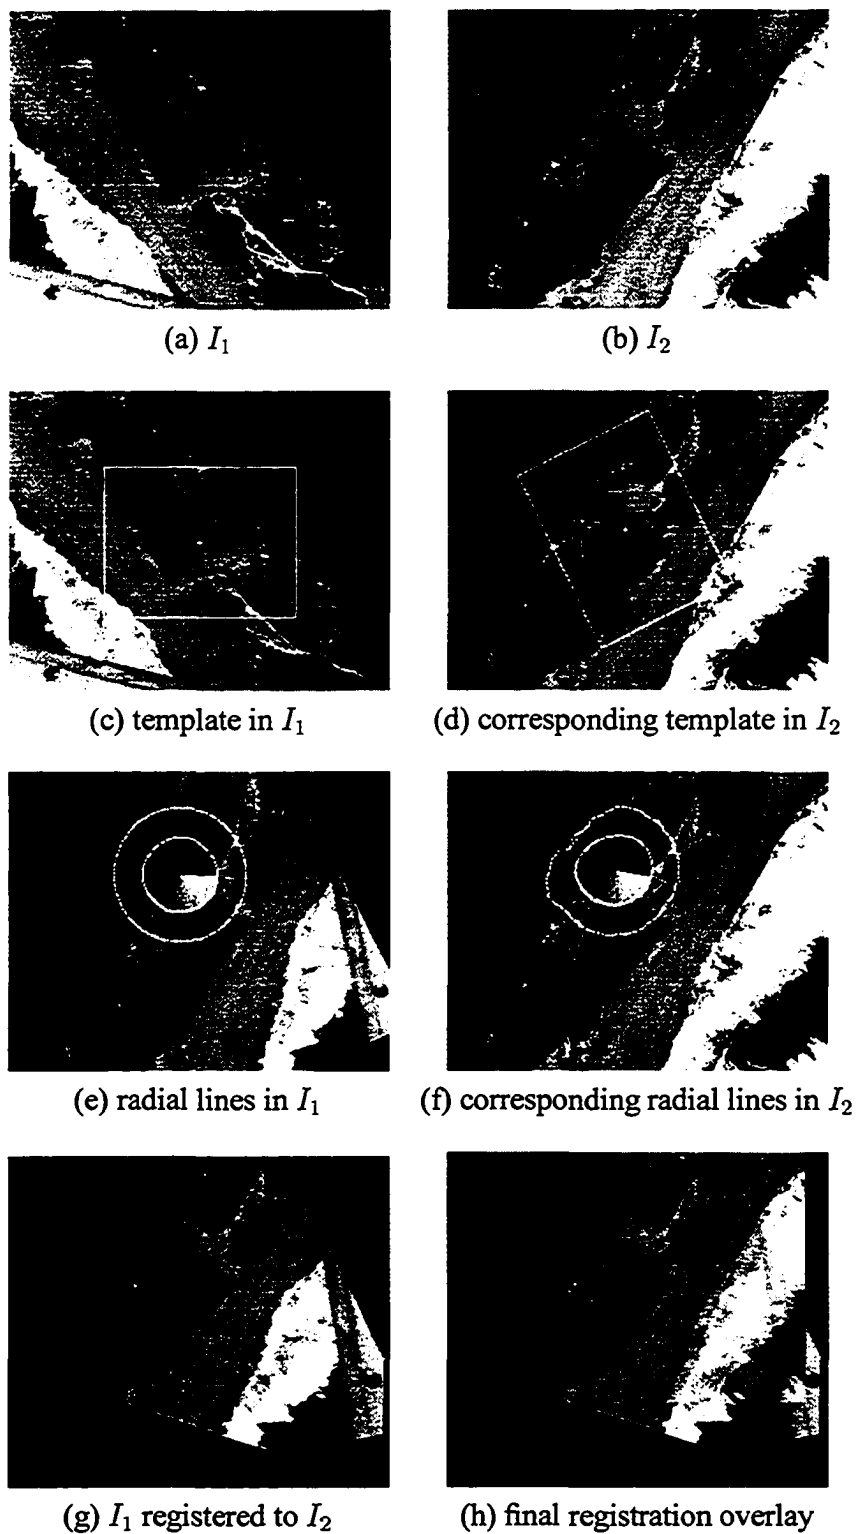 (a) I₁
(b) I₂
(c) template in I₁
(d) corresponding template in I₂
(e) radial lines in I₁
(f) corresponding radial lines in I₂
(g) I₁ registered to I₂
(h) final registration overlay